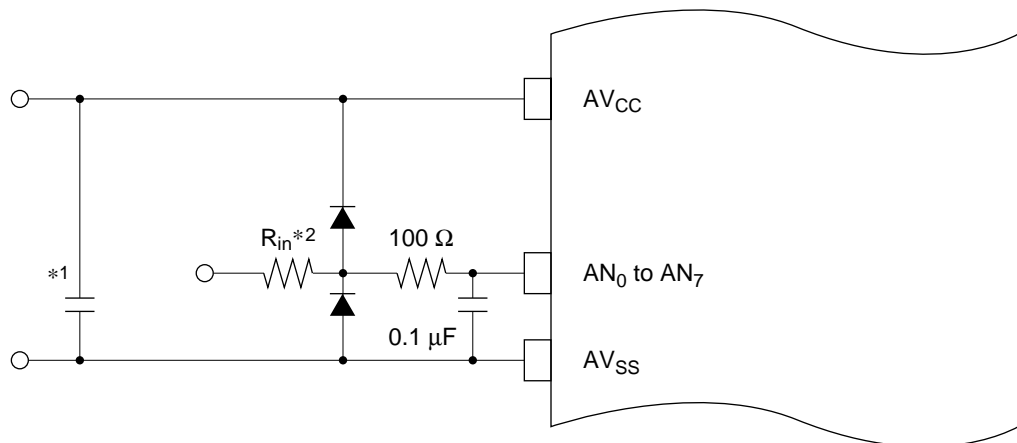 AVCC
Rin*2
100 Ω
*1
AN0 to AN7
0.1 μF
AVSS